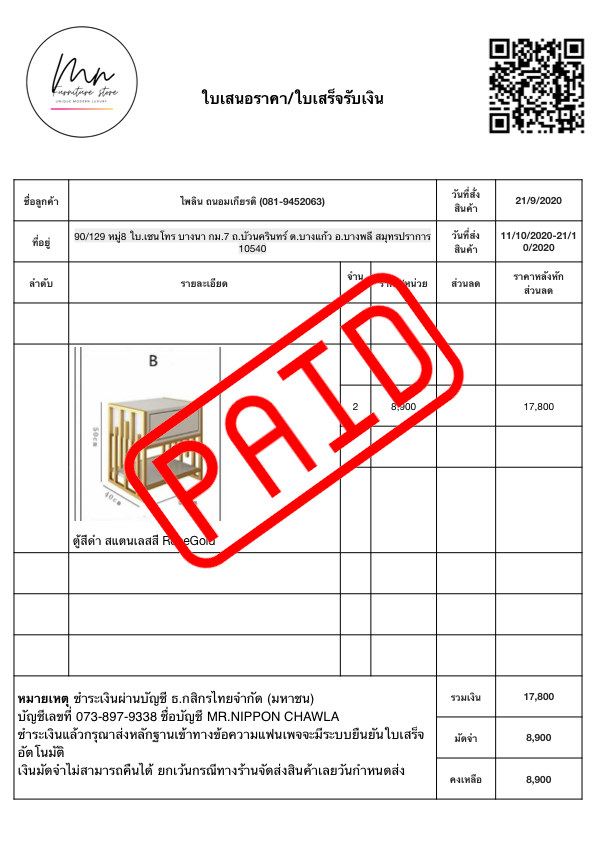 Mn
Furniture store
UNIQUE MODERN LUXURY
ใบเสนอราคา/ใบเสร็จรับเงิน
ชื่อลูกค้า
ไพลิน ถนอมเกียรติ (081-9452063)
วันที่สั่ง
สินค้า
21/9/2020
ที่อยู่
90/129 หมู่8 ใบ.เซนโทร บางนา กม.7 ถ.บัวนครินทร์ ต.บางแก้ว อ.บางพลี สมุทรปราการ
10540
วันที่ส่ง
สินค้า
11/10/2020-21/1
0/2020
ลำดับ
รายละเอียด
จำน
ส่วนลด
ราคาหลังหัก
ส่วนลด
B
50cm
40cm
2
8,900
17,800
PAID
ตู้สีดำ สแตนเลสสี RoseGold
หมายเหตุ ชำระเงินผ่านบัญชี ธ.กสิกรไทยจำกัด (มหาชน)
บัญชีเลขที่ 073-897-9338 ชื่อบัญชี MR.NIPPON CHAWLA
ชำระเงินแล้วกรุณาส่งหลักฐานเข้าทางข้อความแฟนเพจจะมีระบบยืนยันใบเสร็จ
อัตโนมัติ
เงินมัดจำไม่สามารถคืนได้ ยกเว้นกรณีทางร้านจัดส่งสินค้าเลยวันกำหนดส่ง
รวมเงิน
17,800
มัดจำ
8,900
คงเหลือ
8,900